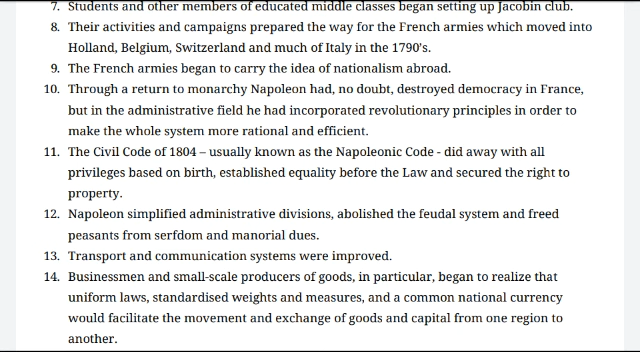 7. Students and other members of educated middle classes began setting up Jacobin club.
8. Their activities and campaigns prepared the way for the French armies which moved into
Holland, Belgium, Switzerland and much of Italy in the 1790's.
9. The French armies began to carry the idea of nationalism abroad.
10. Through a return to monarchy Napoleon had, no doubt, destroyed democracy in France,
but in the administrative field he had incorporated revolutionary principles in order to
make the whole system more rational and efficient.
11. The Civil Code of 1804 – usually known as the Napoleonic Code - did away with all
privileges based on birth, established equality before the Law and secured the right to
property.
12. Napoleon simplified administrative divisions, abolished the feudal system and freed
peasants from serfdom and manorial dues.
13. Transport and communication systems were improved.
14. Businessmen and small-scale producers of goods, in particular, began to realize that
uniform laws, standardised weights and measures, and a common national currency
would facilitate the movement and exchange of goods and capital from one region to
another.